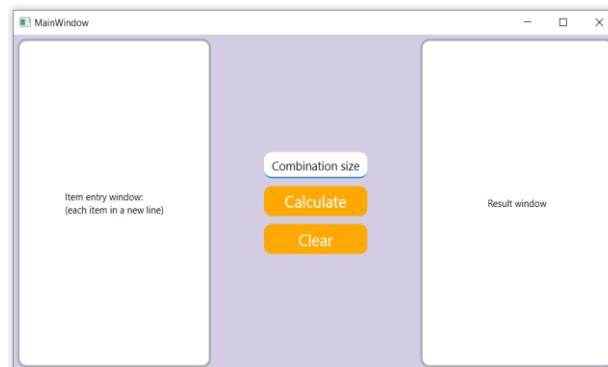 MainWindow
Item entry window:
(each item in a new line)
Combination size
Calculate
Clear
Result window